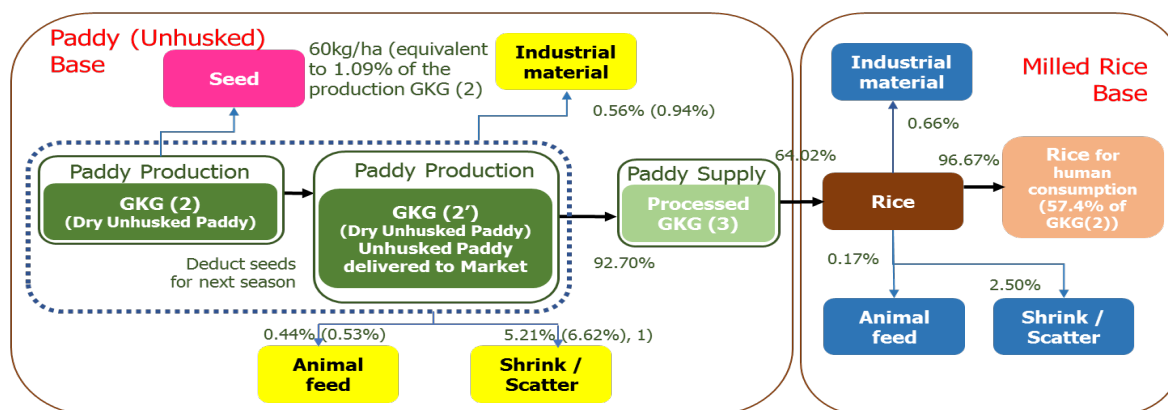 Paddy (Unhusked)
Base
Seed
60kg/ha (equivalent
to 1.09% of the
production GKG (2)
Industrial
material
0.56% (0.94%)
Paddy Production
GKG (2)
(Dry Unhusked Paddy)
Deduct seeds
for next season
Paddy Production
GKG (2’)
(Dry Unhusked Paddy)
Unhusked Paddy
delivered to Market
92.70%
Paddy Supply
Processed
GKG (3)
0.44% (0.53%)
Animal
feed
5.21% (6.62%), 1)
Shrink /
Scatter
64.02%
Milled Rice
Base
Industrial
material
0.66%
Rice
96.67%
Rice for
human
consumption
(57.4% of
GKG(2))
0.17%
Animal
feed
2.50%
Shrink /
Scatter